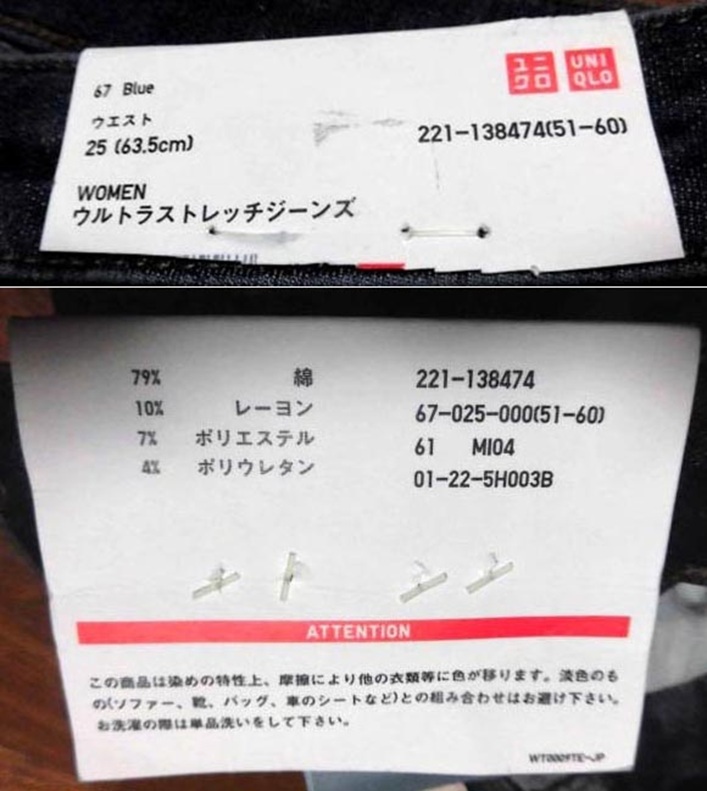 67 Blue
ユニ
クロ
UNI
QLO
ウエスト
25 (63.5cm)
221-138474(51-60)
WOMEN
ウルトラストレッチジーンズ
79% 綿
10% レーヨン
7% ポリエステル
4% ポリウレタン
221-138474
67-025-000(51-60)
61 MI04
01-22-5H003B
ATTENTION
この商品は染めの特性上、摩擦により他の衣類等に色が移ります。淡色のも
の(ソファー、靴、バッグ、車のシートなど)との組み合わせはお避け下さい。
お洗濯の際は単品洗いをして下さい。
WT0009TE-JP